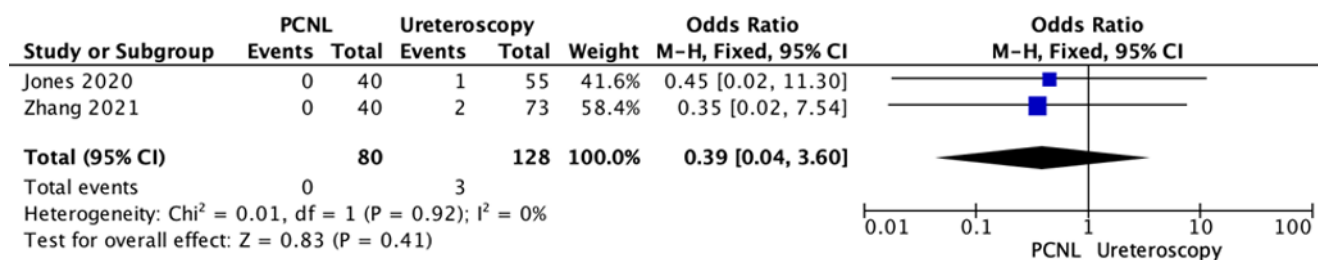 PCNL Ureteroscopy Odds Ratio Odds Ratio
Study or Subgroup Events Total Events Total Weight M-H, Fixed, 95% CI M-H, Fixed, 95% CI
Jones 2020 0 40 1 55 41.6% 0.45 [0.02, 11.30]
Zhang 2021 0 40 2 73 58.4% 0.35 [0.02, 7.54]
Total (95% CI) 80 128 100.0% 0.39 [0.04, 3.60]
Total events 0 3
Heterogeneity: Chi² = 0.01, df = 1 (P = 0.92); I² = 0%
Test for overall effect: Z = 0.83 (P = 0.41)
0.01 0.1 1 10 100
PCNL Ureteroscopy